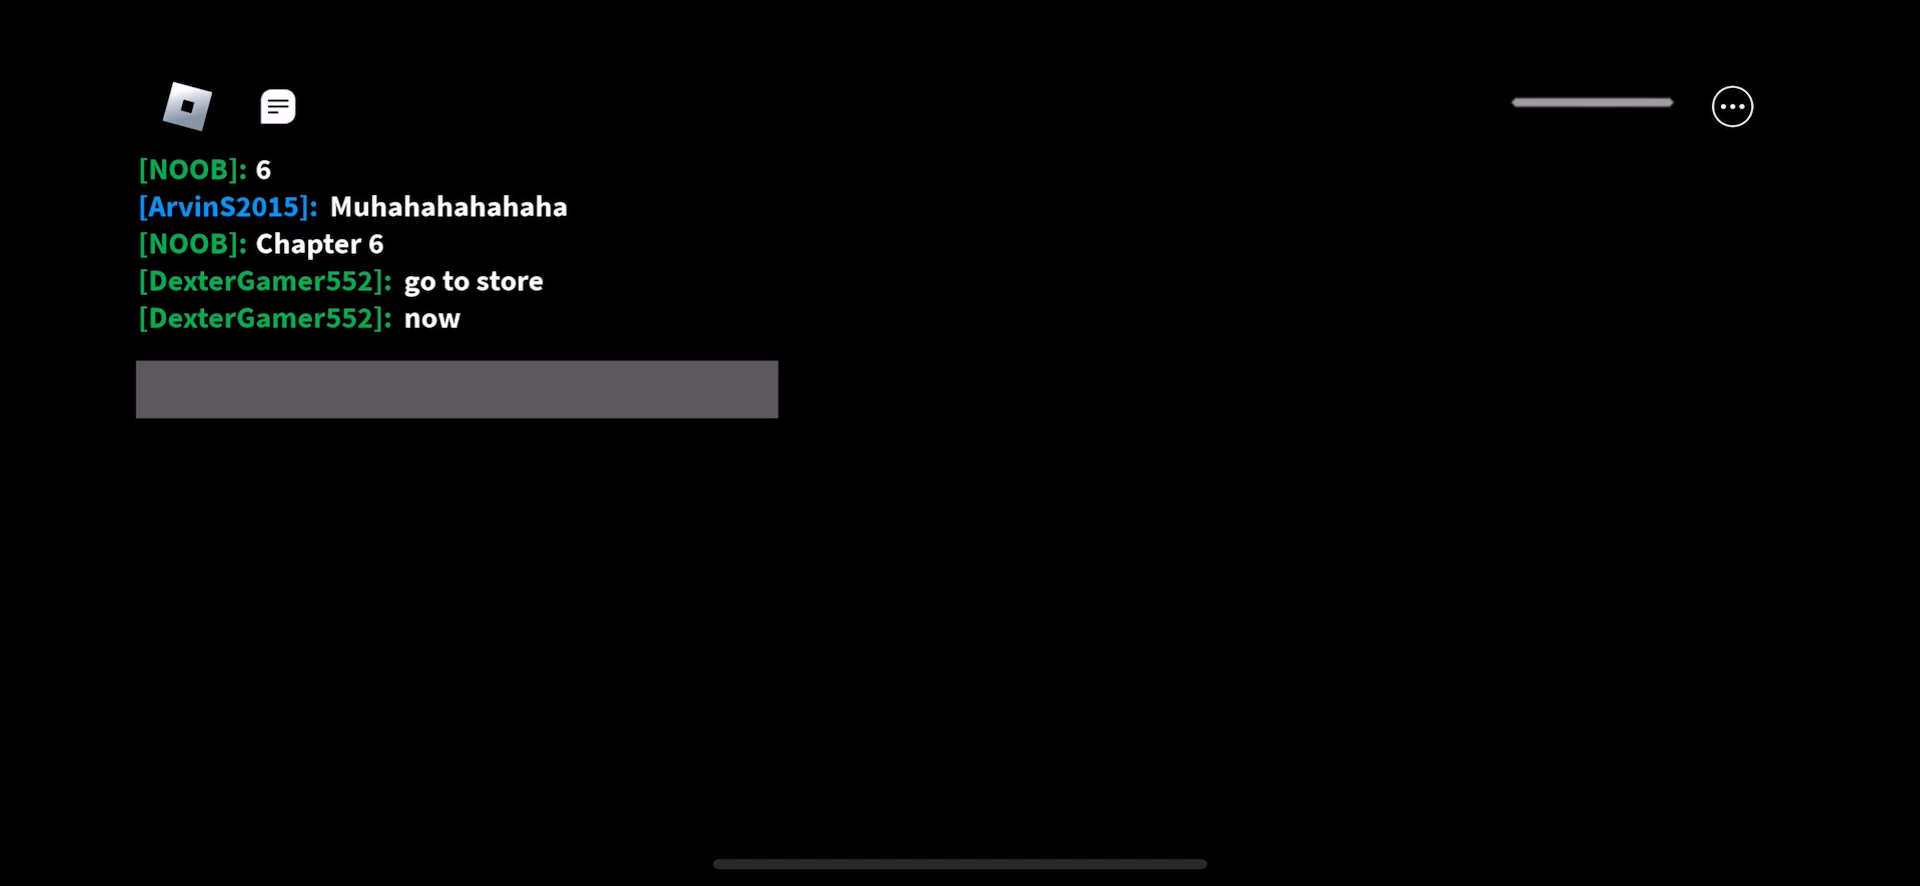 [NOOB]: 6
[ArvinS2015]: Muhahahahahaha
[NOOB]: Chapter 6
[DexterGamer552]: go to store
[DexterGamer552]: now